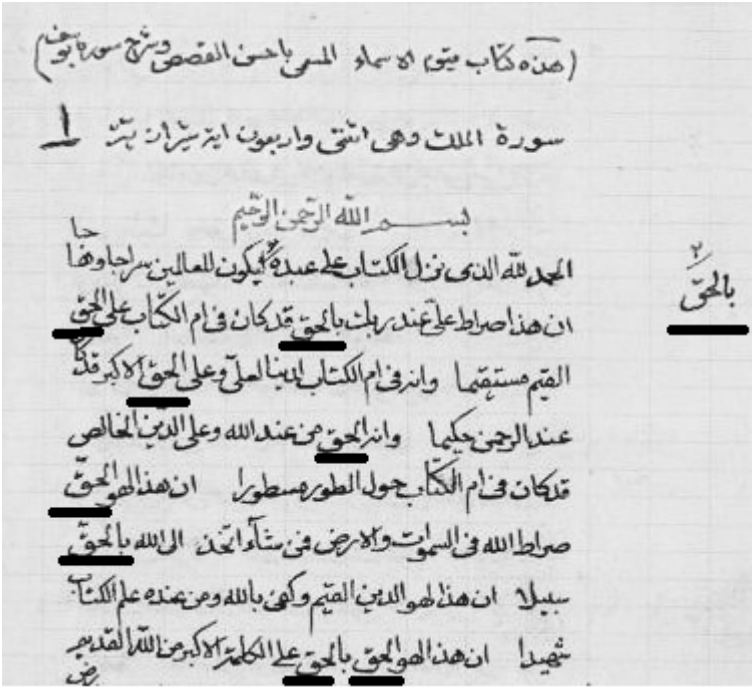 (هذه كتاب قيوم الاسماء المسمى باحسن القصص وشرح سورة يوسف)
سورة الملك وهى اثنتى واربعون اية شيرازية ١
بسم الله الرحمن الرحيم
الحمد لله الذى نزل الكتاب على عبده ليكون للعالمين سراجا وهاجا
٢
بالحق
ان هذا صراط على عند ربك بالحق قد كان فى ام الكتاب على الحق
القيم مستقيما وانه فى ام الكتاب لدينا لعلى وعلى الحق الاكبر قد كان
عند الرحمن حكيما وانه الحق من عند الله وعلى الدين الخالص
قد كان فى ام الكتاب حول الطور مسطورا ان هذا لهو الحق
صراط الله فى السموات والارض فمن شآء اتخذ الى الله بالحق
سبيلا ان هذا لهو الدين القيم وكفى بالله ومن عنده علم الكتاب
شهيدا ان هذا لهو الحق بالحق على الكلمة الاكبر من الله القديم